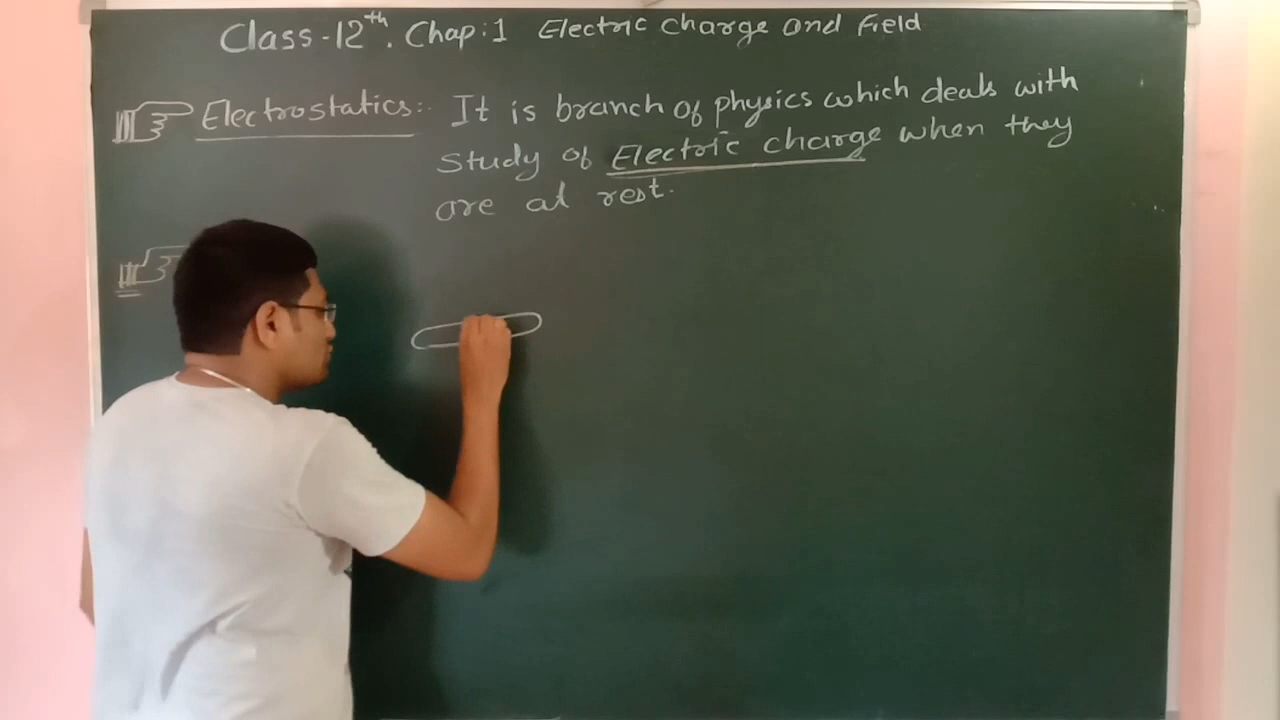 Class-12th. Chap:1 Electric Charge and Field
Electrostatics:- It is branch of physics which deals with
study of Electric charge when they
are at rest.